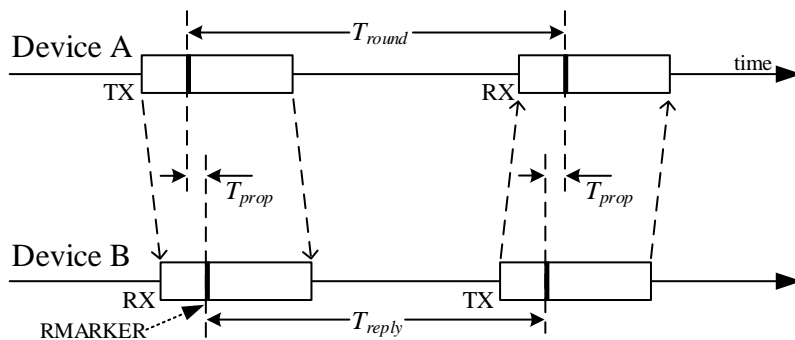 T_round
Device A
time
TX
RX
T_prop
T_prop
Device B
RX
TX
RMARKER
T_reply